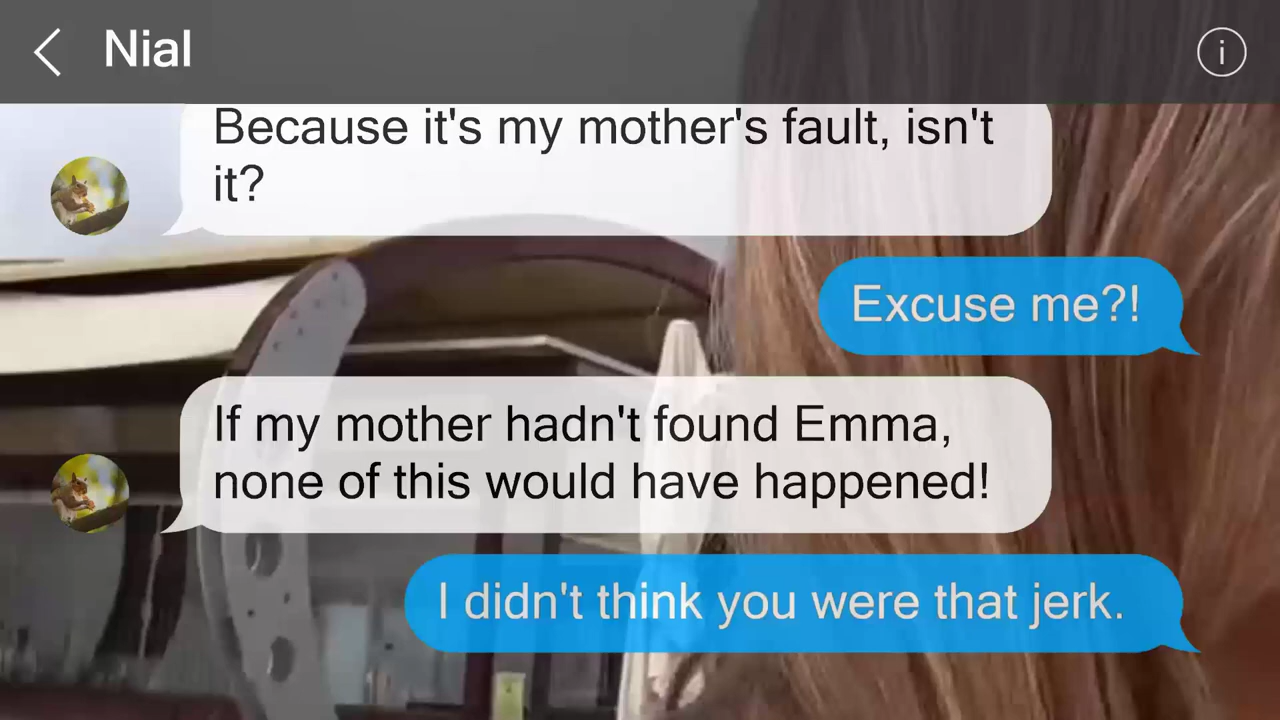 Nial
Because it's my mother's fault, isn't
it?
Excuse me?!
If my mother hadn't found Emma,
none of this would have happened!
I didn't think you were that jerk.